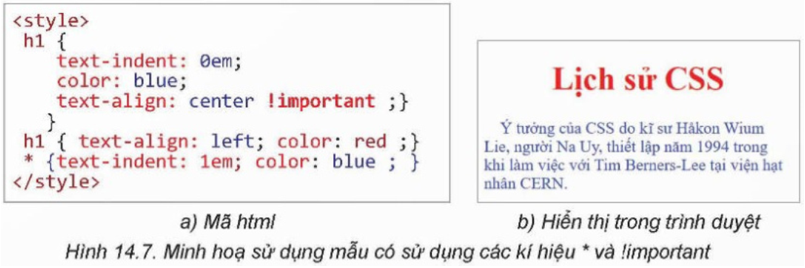 <style>
h1 {
text-indent: 0em;
color: blue;
text-align: center !important ;}
}
h1 { text-align: left; color: red ;}
* {text-indent: 1em; color: blue ; }
</style>
a) Mã html
Lịch sử CSS
Ý tưởng của CSS do kĩ sư Håkon Wium
Lie, người Na Uy, thiết lập năm 1994 trong
khi làm việc với Tim Berners-Lee tại viện hạt
nhân CERN.
b) Hiển thị trong trình duyệt
Hình 14.7. Minh hoạ sử dụng mẫu có sử dụng các kí hiệu * và !important